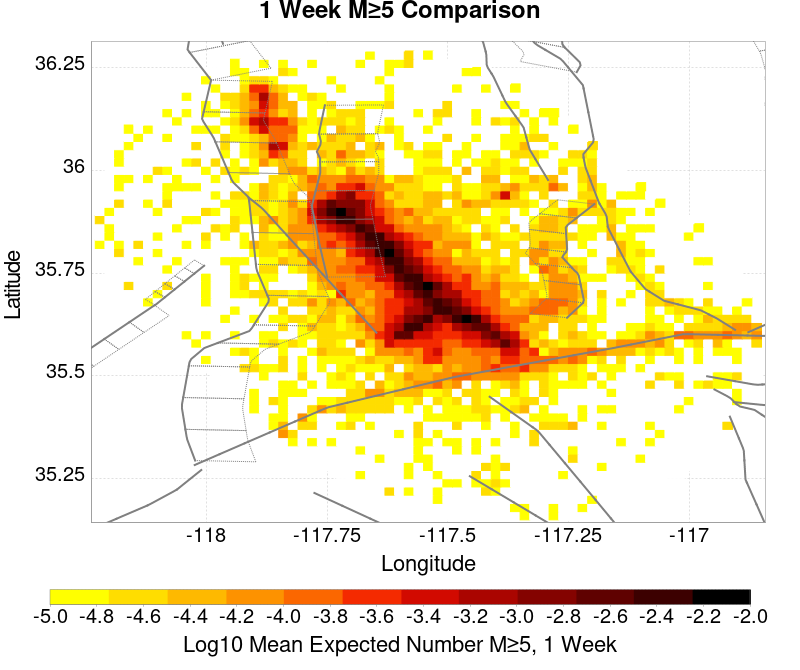 1 Week M≥5 Comparison
36.25
36
35.75
35.5
35.25
Latitude
-118 -117.75 -117.5 -117.25 -117
Longitude
-5.0 -4.8 -4.6 -4.4 -4.2 -4.0 -3.8 -3.6 -3.4 -3.2 -3.0 -2.8 -2.6 -2.4 -2.2 -2.0
Log10 Mean Expected Number M≥5, 1 Week